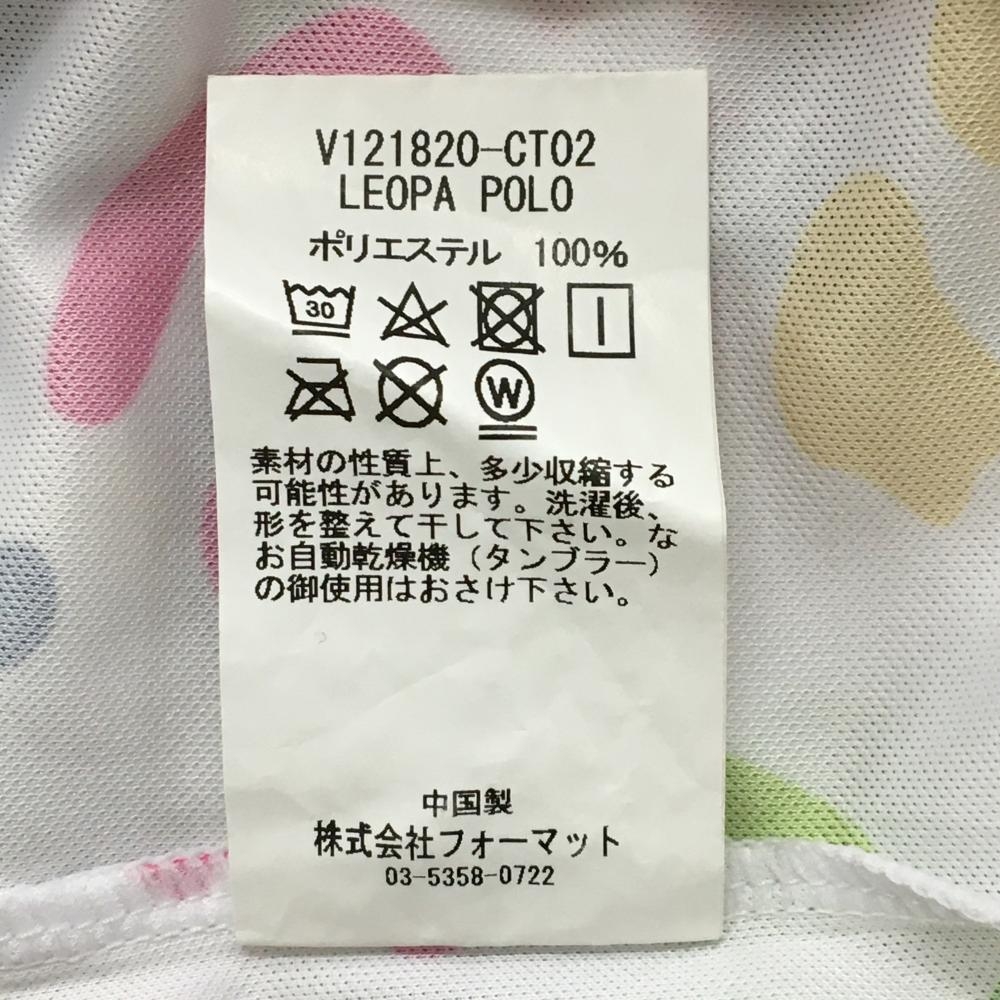 V121820-CT02
LEOPA POLO
ポリエステル 100%
30
W
素材の性質上、多少収縮する
可能性があります。洗濯後、
形を整えて干して下さい。な
お自動乾燥機（タンブラー）
の御使用はおさけ下さい。
中国製
株式会社フォーマット
03-5358-0722